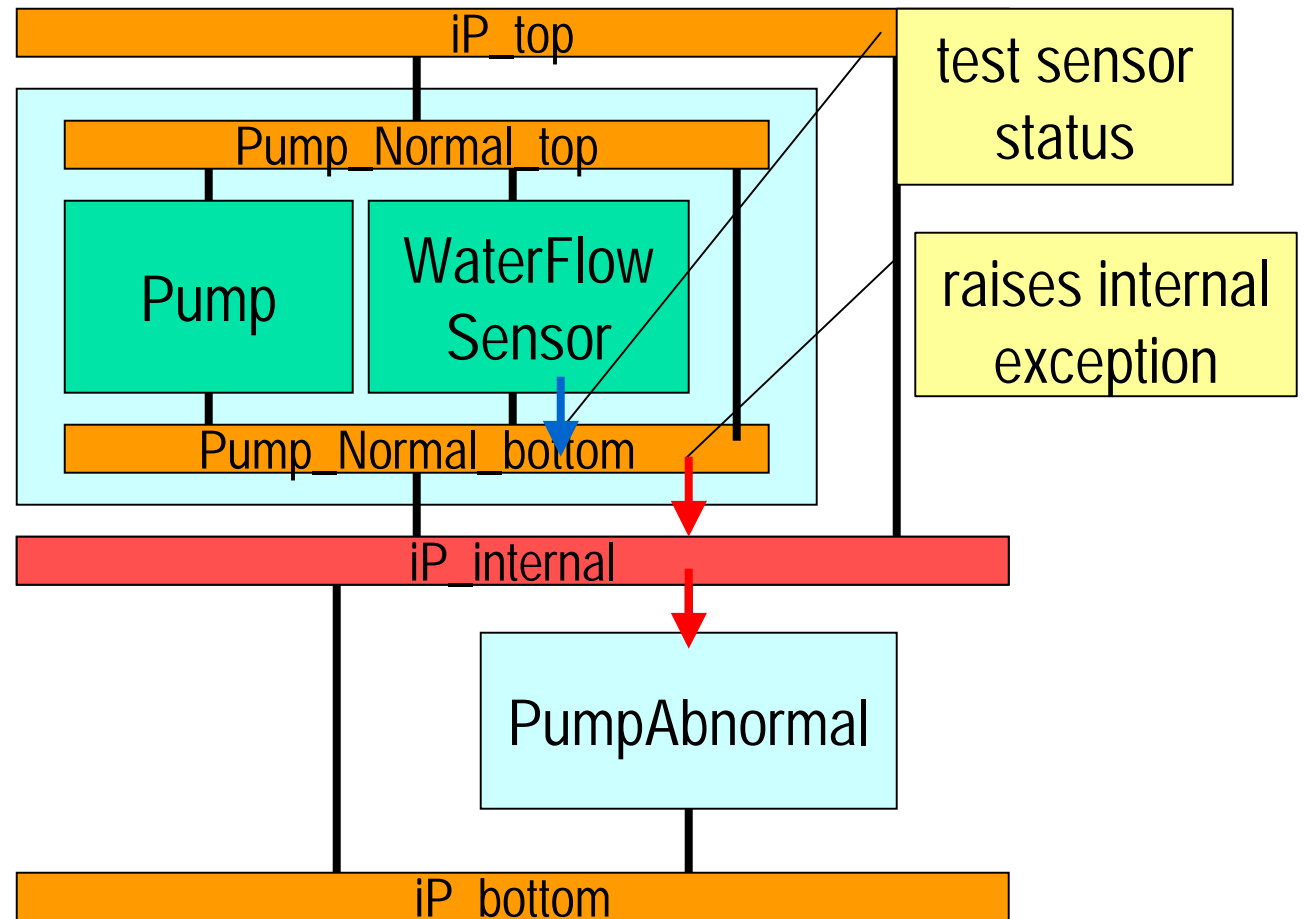 iP_top
test sensor
status
Pump_Normal_top
Pump
WaterFlow
Sensor
raises internal
exception
Pump_Normal_bottom
iP_internal
PumpAbnormal
iP_bottom